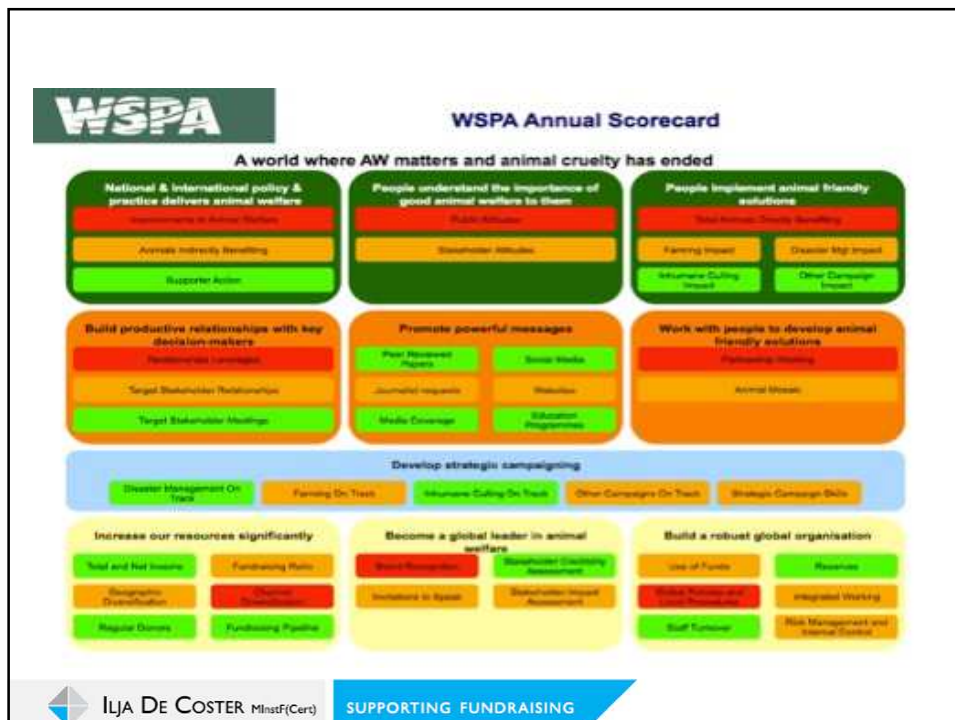 WSPA
WSPA Annual Scorecard
A world where AW matters and animal cruelty has ended
National & International policy &
practice delivers animal welfare
Improvements to Animal Welfare
Animals Indirectly Benefiting
Supporter Action
People understand the importance of
good animal welfare to them
Public Attitudes
Stakeholder Attitudes
People implement animal friendly
solutions
Total Animals Directly Benefiting
Farming Impact
Disaster Mgt Impact
Inhumane Culling
Impact
Other Campaign
Impact
Build productive relationships with key
decision-makers
Relationships
Target Stakeholder Relationships
Target Stakeholder Meetings
Promote powerful messages
Peer Reviewed
Papers
Social Media
Journalist requests
Websites
Media Coverage
Education
Programmes
Work with people to develop animal
friendly solutions
Partnership Working
Animal Mosaic
Develop strategic campaigning
Disaster Management On
Track
Farming On Track
Inhumane Culling On Track
Other Campaigns On Track
Strategic Campaign Skills
Increase our resources significantly
Total and Net Income
Fundraising Ratio
Geographic
Diversification
Channel
Diversification
Regular Donors
Fundraising Pipeline
Become a global leader in animal
welfare
Brand Recognition
Stakeholder Credibility
Assessment
Invitations to Speak
Stakeholder Impact
Assessment
Build a robust global organisation
Use of Funds
Reserves
Global Policies and
Local Procedures
Integrated Working
Staff Turnover
Risk Management and
Internal Control
ILJA DE COSTER MInstF(Cert)
SUPPORTING FUNDRAISING